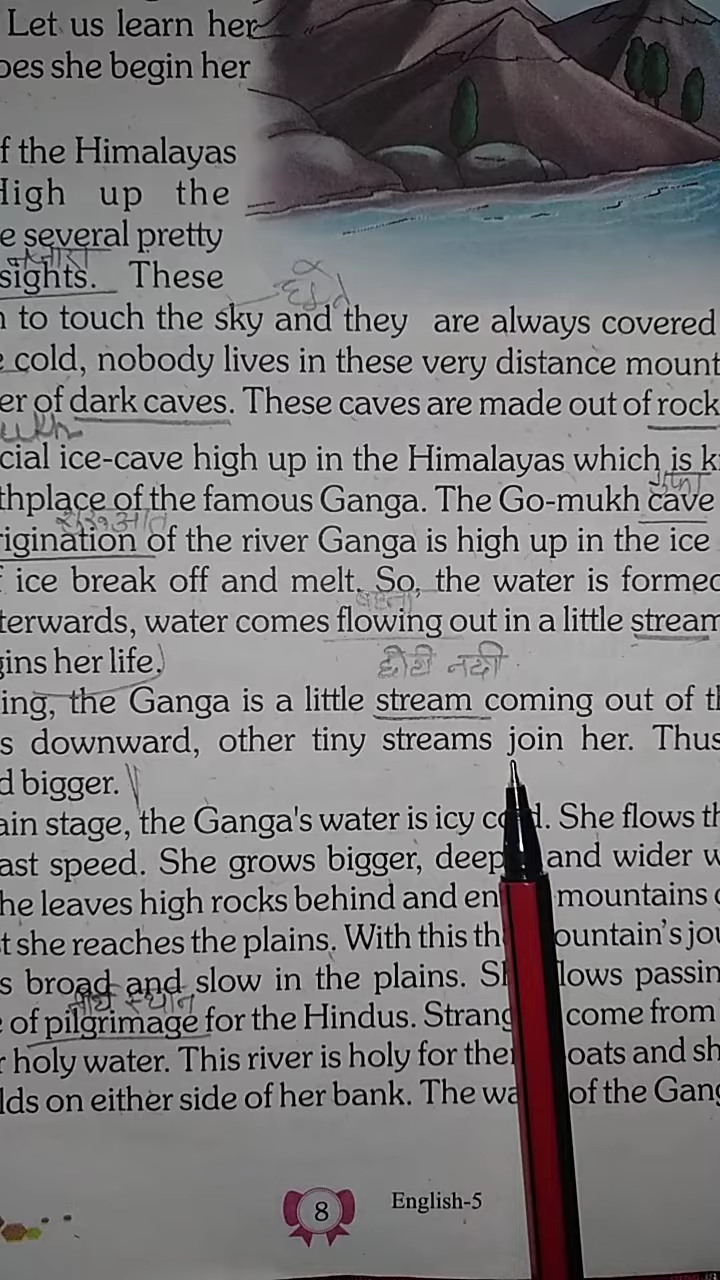 Let us learn her
oes she begin her
f the Himalayas
High up the
e several pretty
नजारा
sights. These
n to touch the sky and they are always covered
e cold, nobody lives in these very distance mount
er of dark caves. These caves are made out of rock
cial ice-cave high up in the Himalayas which is k
thplace of the famous Ganga. The Go-mukh cave
शुरुआत
igination of the river Ganga is high up in the ice
f ice break off and melt. So, the water is formed
बहना
terwards, water comes flowing out in a little stream
gins her life.
छोटी नदी
ing, the Ganga is a little stream coming out of th
s downward, other tiny streams join her. Thus
d bigger.
ain stage, the Ganga's water is icy c d. She flows th
ast speed. She grows bigger, deep and wider w
he leaves high rocks behind and en mountains
t she reaches the plains. With this th ountain's jou
s broad and slow in the plains. S lows passin
तीर्थ स्थान
e of pilgrimage for the Hindus. Strang come from
r holy water. This river is holy for the oats and sh
lds on either side of her bank. The wa of the Gang
8
English-5